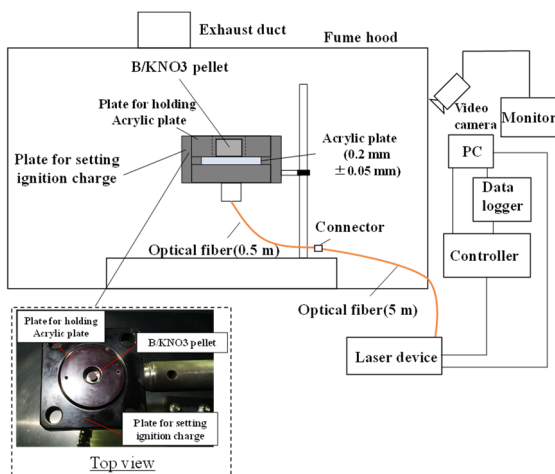 Exhaust duct
Fume hood
B/KNO3 pellet
Plate for holding
Acrylic plate
Plate for setting
ignition charge
Acrylic plate
(0.2 mm
±0.05 mm)
Video
camera
Monitor
PC
Data
logger
Controller
Connector
Optical fiber(0.5 m)
Optical fiber(5 m)
Laser device
Plate for holding
Acrylic plate
B/KNO3 pellet
Plate for setting
ignition charge
Top view